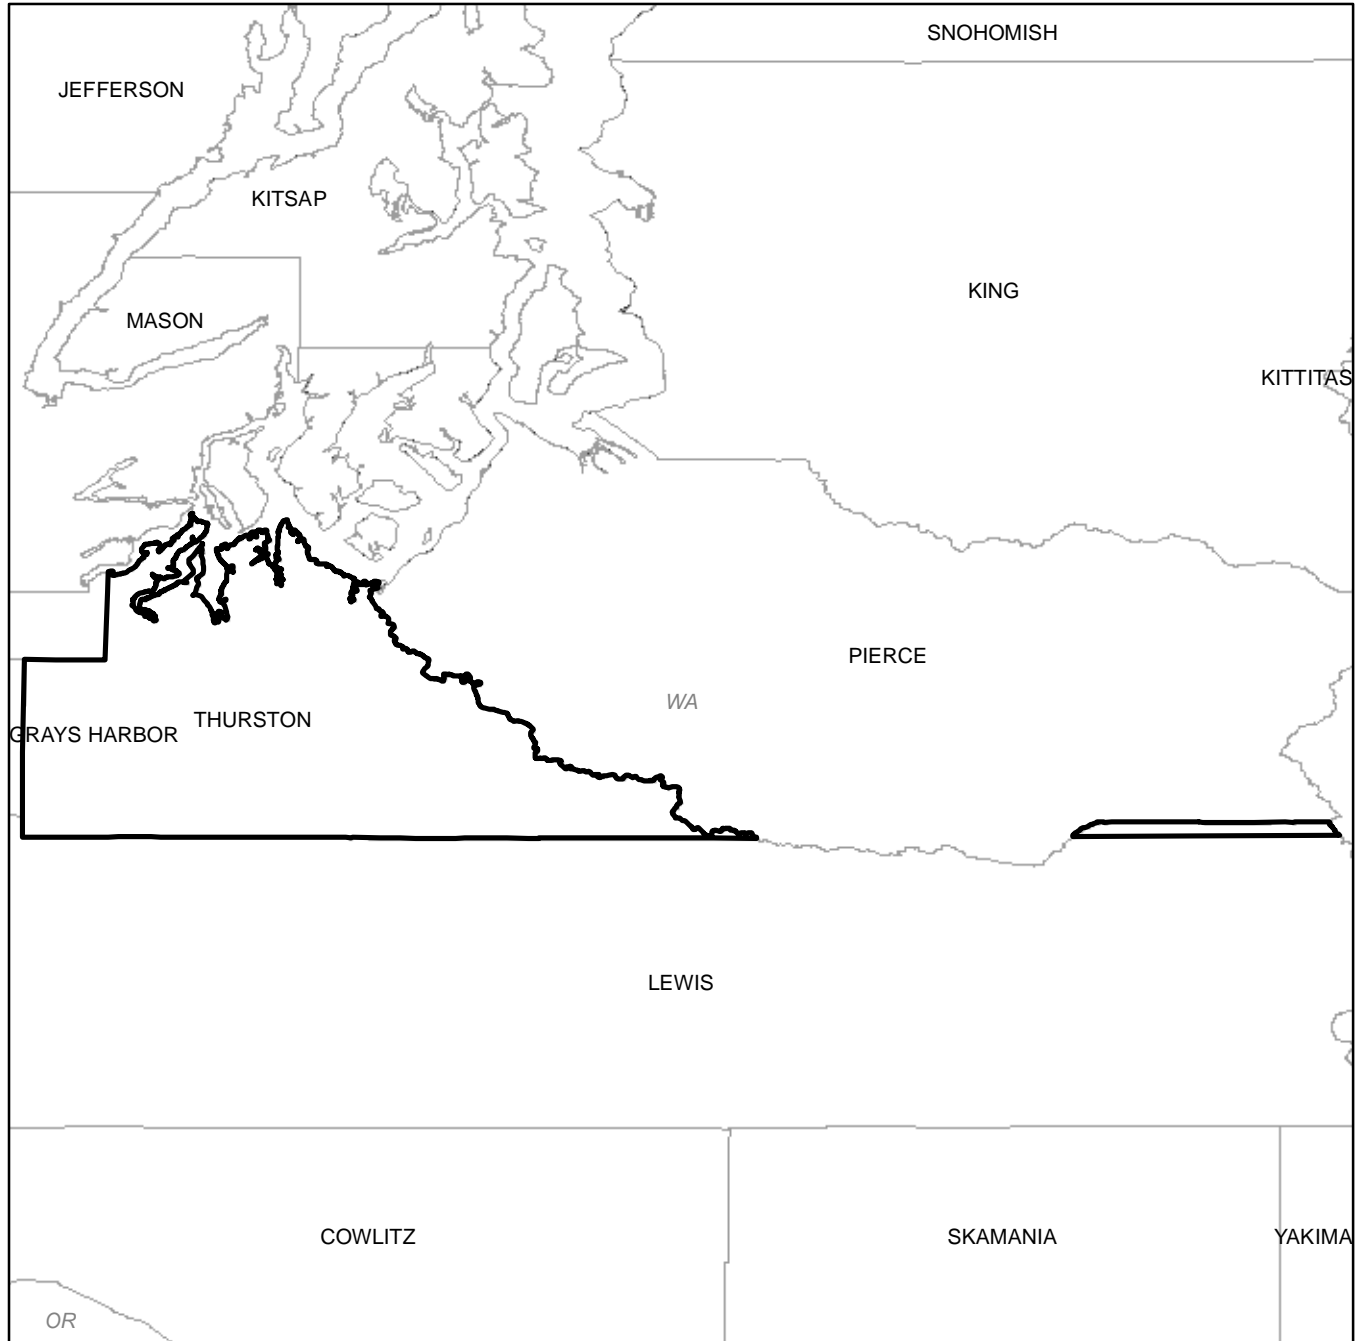 SNOHOMISH
JEFFERSON
KITSAP
KING
MASON
KITTITAS
PIERCE
WA
THURSTON
GRAYS HARBOR
LEWIS
COWLITZ
SKAMANIA
YAKIMA
OR